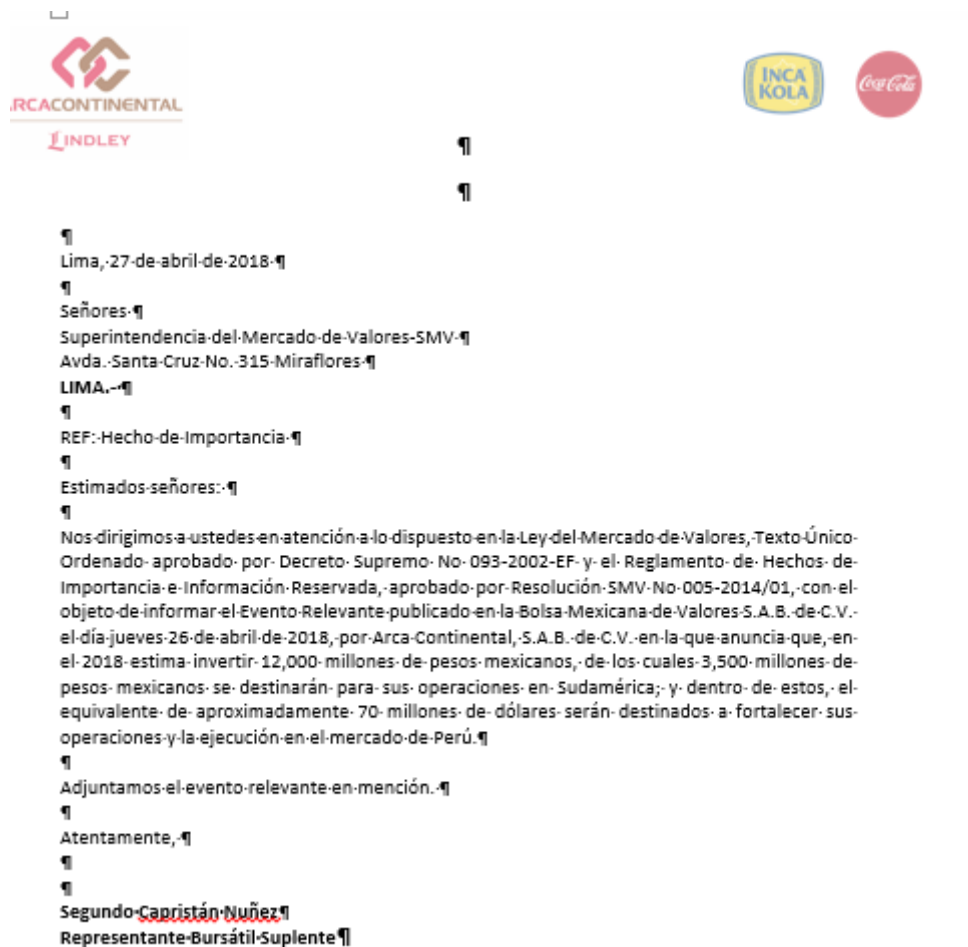 RCACONTINENTAL
LINDLEY
INCA
KOLA
Coca-Cola
Lima, 27 de abril de 2018
Señores
Superintendencia del Mercado de Valores-SMV
Avda. Santa Cruz No. 315 Miraflores
LIMA.-
REF: Hecho de Importancia
Estimados señores:
Nos dirigimos a ustedes en atención a lo dispuesto en la Ley del Mercado de Valores, Texto Único
Ordenado aprobado por Decreto Supremo No 093-2002-EF y el Reglamento de Hechos de
Importancia e Información Reservada, aprobado por Resolución SMV No 005-2014/01, con el
objeto de informar el Evento Relevante publicado en la Bolsa Mexicana de Valores S.A.B. de C.V.
el día jueves 26 de abril de 2018, por Arca Continental, S.A.B. de C.V. en la que anuncia que, en
el 2018 estima invertir 12,000 millones de pesos mexicanos, de los cuales 3,500 millones de
pesos mexicanos se destinarán para sus operaciones en Sudamérica; y dentro de estos, el
equivalente de aproximadamente 70 millones de dólares serán destinados a fortalecer sus
operaciones y la ejecución en el mercado de Perú.
Adjuntamos el evento relevante en mención.
Atentamente,
Segundo Capristán Nuñez
Representante Bursátil Suplente